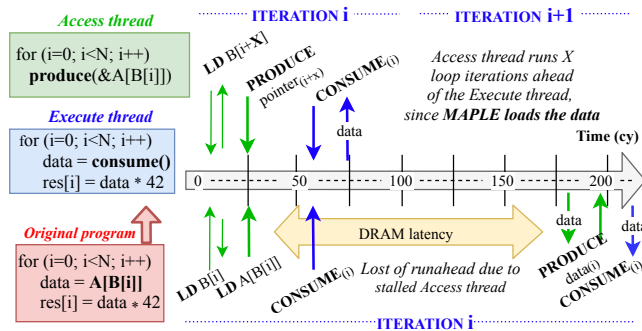 Access thread
for (i=0; i<N; i++)
produce(&A[B[i]])
Execute thread
for (i=0; i<N; i++)
data = consume()
res[i] = data * 42
Original program
for (i=0; i<N; i++)
data = A[B[i]]
res[i] = data * 42
ITERATION i
ITERATION i+1
LD B[i+X]
PRODUCE
pointer(i+x)
CONSUME(i)
data
Access thread runs X
loop iterations ahead
of the Execute thread,
since MAPLE loads the data
Time (cy)
0
50
100
150
200
LD B[i]
LD A[B[i]]
CONSUME(i)
DRAM latency
Lost of runahead due to
stalled Access thread
data
PRODUCE
data(i)
data
CONSUME(i)
ITERATION i